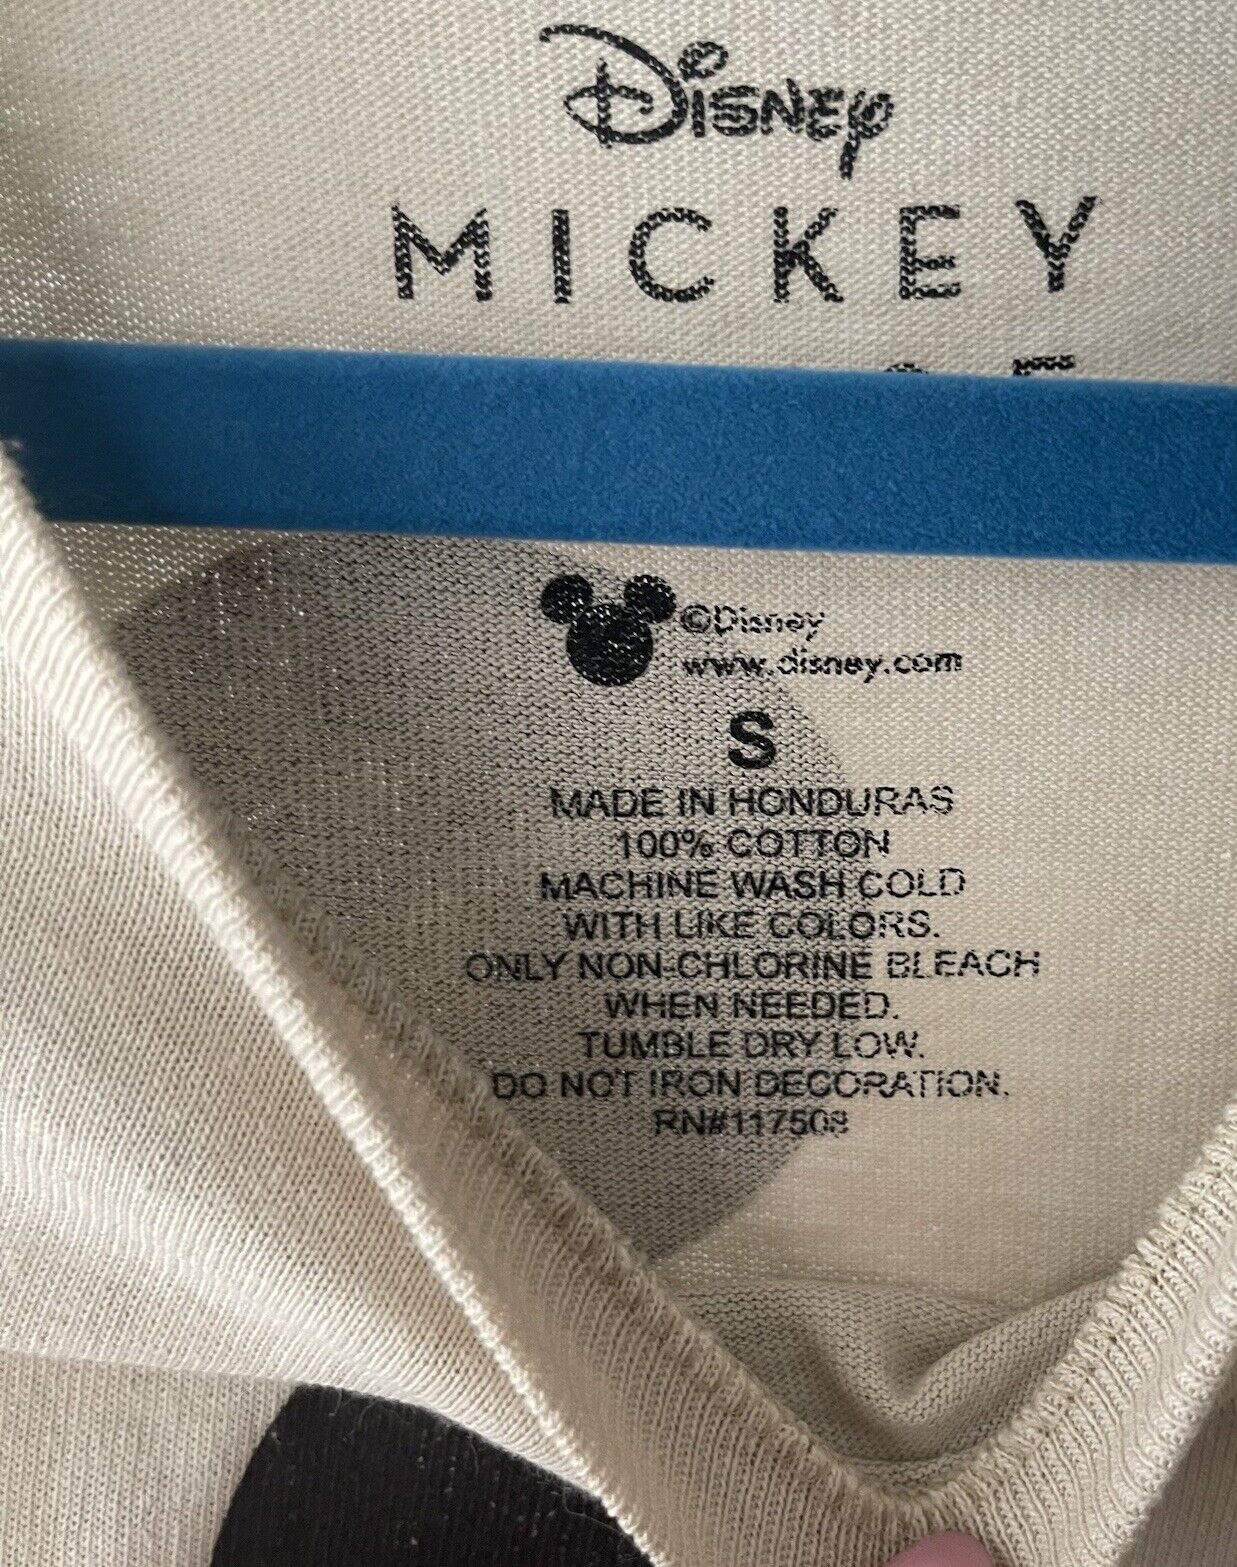 Disney
MICKEY
©Disney
www.disney.com
S
MADE IN HONDURAS
100% COTTON
MACHINE WASH COLD
WITH LIKE COLORS.
ONLY NON-CHLORINE BLEACH
WHEN NEEDED.
TUMBLE DRY LOW.
DO NOT IRON DECORATION.
RN#117508